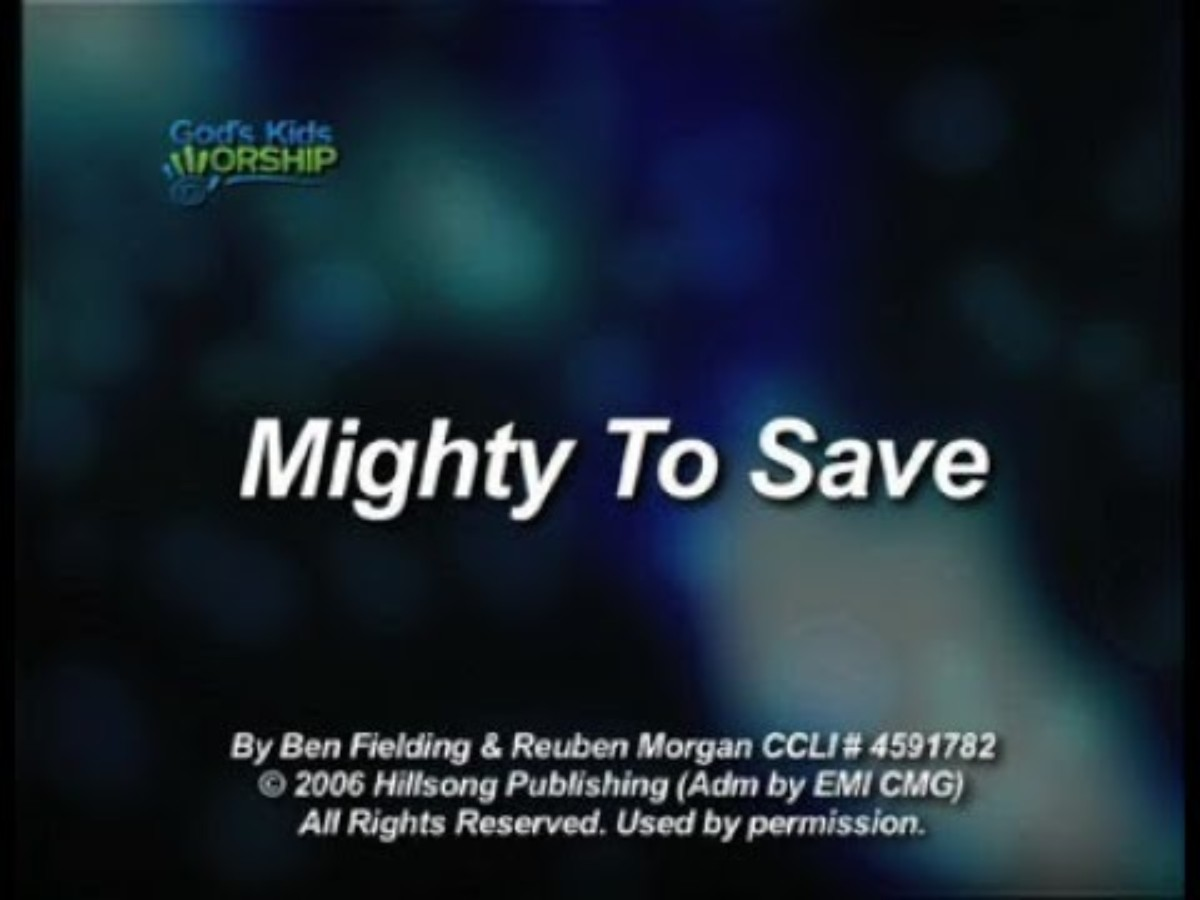 God's Kids
WORSHIP
Mighty To Save
By Ben Fielding & Reuben Morgan CCLI # 4591782
© 2006 Hillsong Publishing (Adm by EMI CMG)
All Rights Reserved. Used by permission.